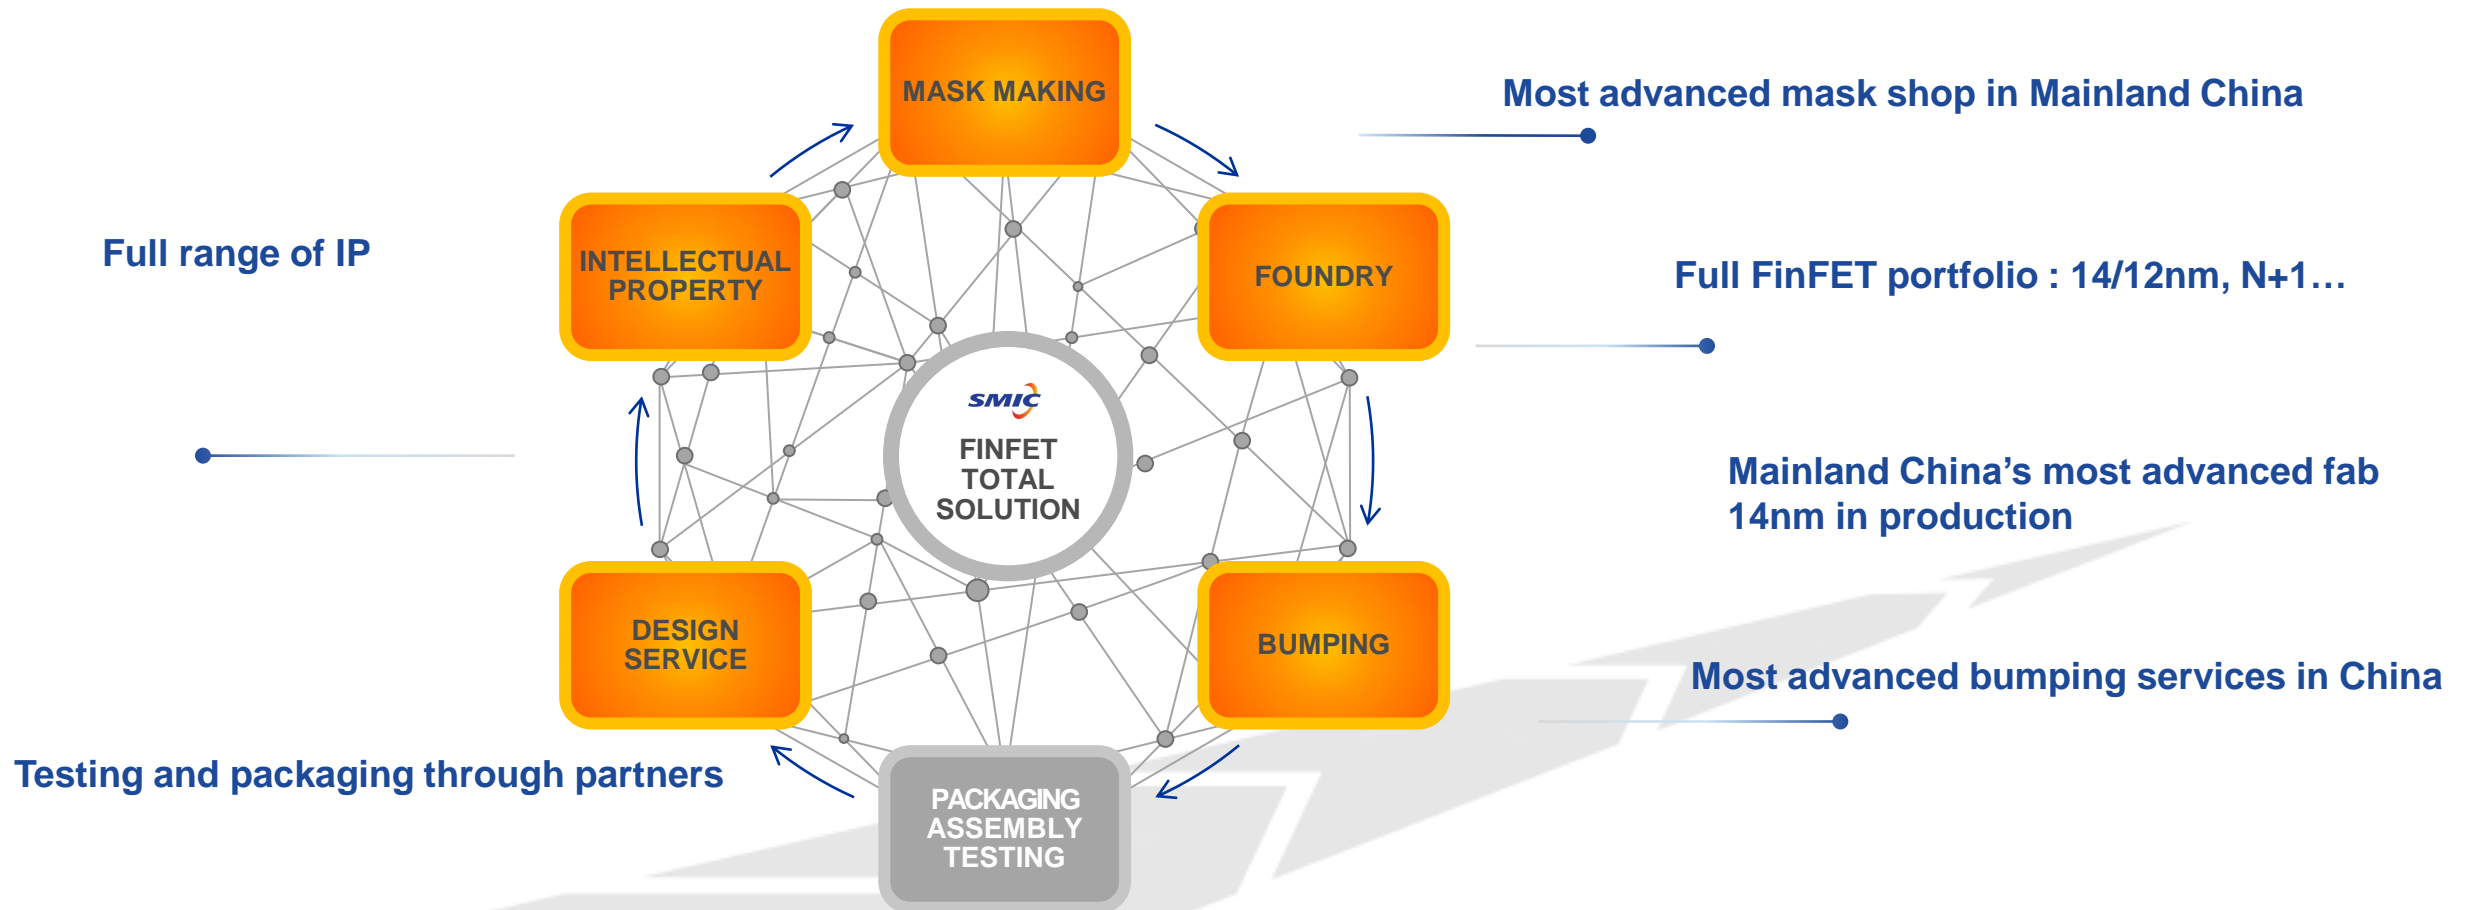 MASK MAKING
Most advanced mask shop in Mainland China
Full range of IP
INTELLECTUAL
PROPERTY
FOUNDRY
Full FinFET portfolio : 14/12nm, N+1…
SMIC
FINFET
TOTAL
SOLUTION
Mainland China’s most advanced fab
14nm in production
DESIGN
SERVICE
BUMPING
Most advanced bumping services in China
Testing and packaging through partners
PACKAGING
ASSEMBLY
TESTING